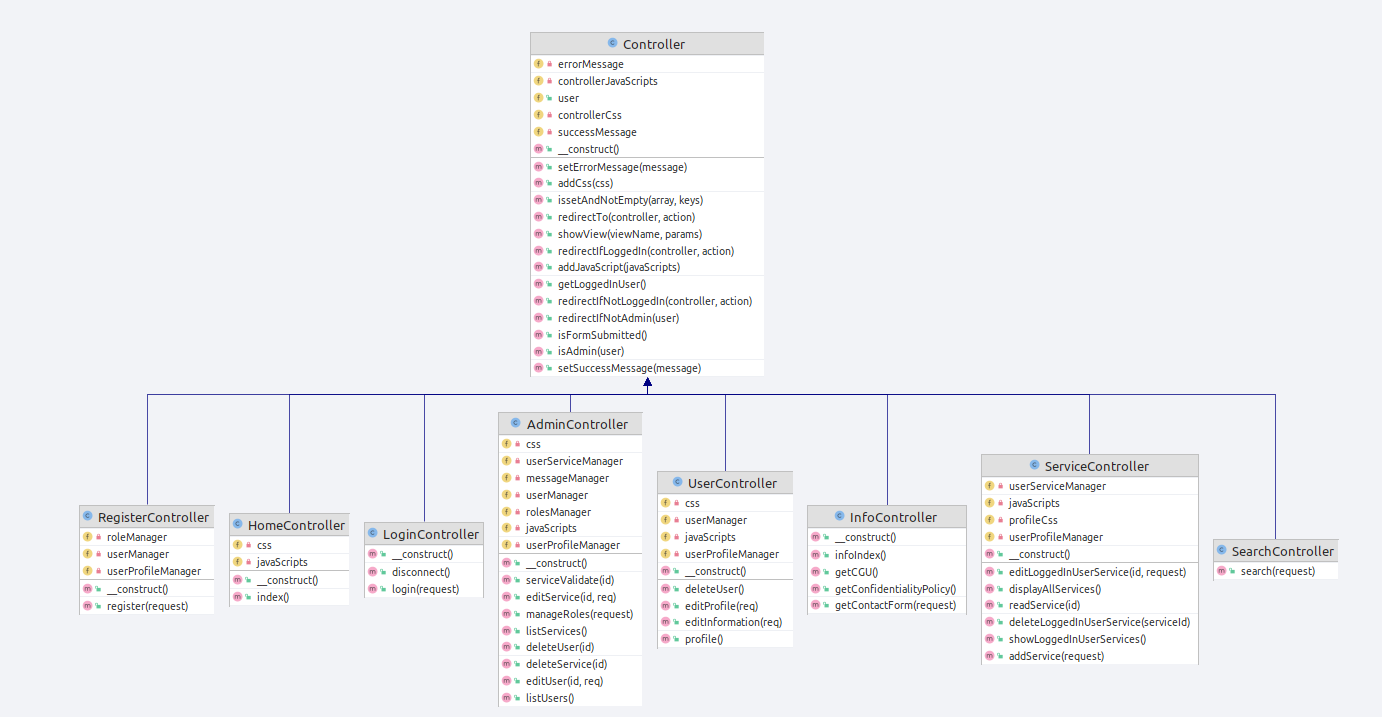 Controller
errorMessage
controllerJavaScripts
user
controllerCss
successMessage
__construct()
setErrorMessage(message)
addCss(css)
issetAndNotEmpty(array, keys)
redirectTo(controller, action)
showView(viewName, params)
redirectIfLoggedIn(controller, action)
addJavaScript(javaScripts)
getLoggedInUser()
redirectIfNotLoggedIn(controller, action)
redirectIfNotAdmin(user)
isFormSubmitted()
isAdmin(user)
setSuccessMessage(message)
RegisterController
roleManager
userManager
userProfileManager
__construct()
register(request)
HomeController
css
javaScripts
__construct()
index()
LoginController
__construct()
disconnect()
login(request)
AdminController
css
userServiceManager
messageManager
userManager
rolesManager
javaScripts
userProfileManager
__construct()
serviceValidate(id)
editService(id, req)
manageRoles(request)
listServices()
deleteUser(id)
deleteService(id)
editUser(id, req)
listUsers()
UserController
css
userManager
javaScripts
userProfileManager
__construct()
deleteUser()
editProfile(req)
editInformation(req)
profile()
InfoController
__construct()
infoIndex()
getCGU()
getConfidentialityPolicy()
getContactForm(request)
ServiceController
userServiceManager
javaScripts
profileCss
userProfileManager
__construct()
editLoggedInUserService(id, request)
displayAllServices()
readService(id)
deleteLoggedInUserService(serviceId)
showLoggedInUserServices()
addService(request)
SearchController
search(request)